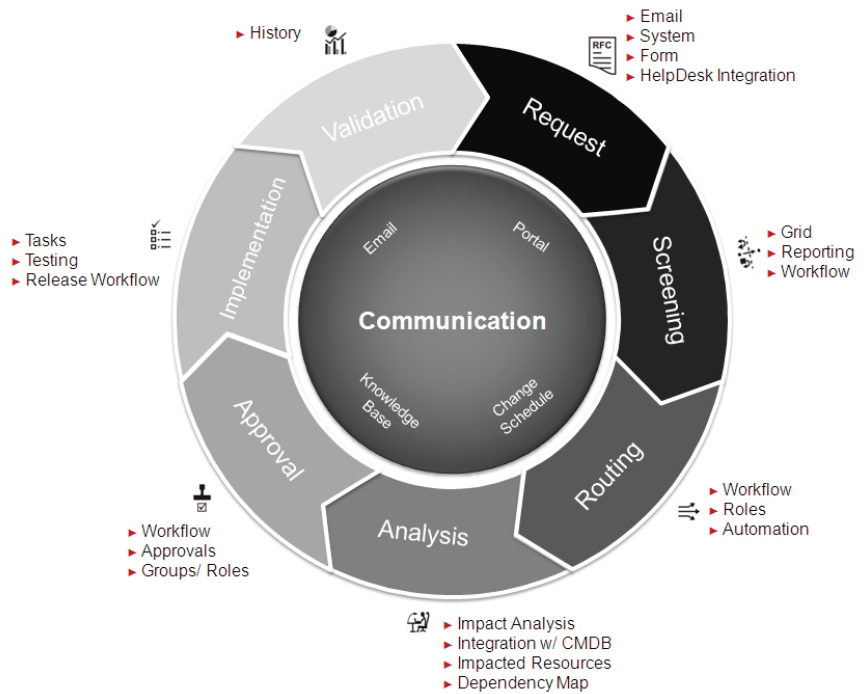 History
RFC
Email
System
Form
HelpDesk Integration
Validation
Request
Implementation
Screening
Email
Portal
Grid
Reporting
Workflow
Tasks
Testing
Release Workflow
Communication
Knowledge
Base
Change
Schedule
Approval
Routing
Analysis
Workflow
Roles
Automation
Workflow
Approvals
Groups/ Roles
Impact Analysis
Integration w/ CMDB
Impacted Resources
Dependency Map